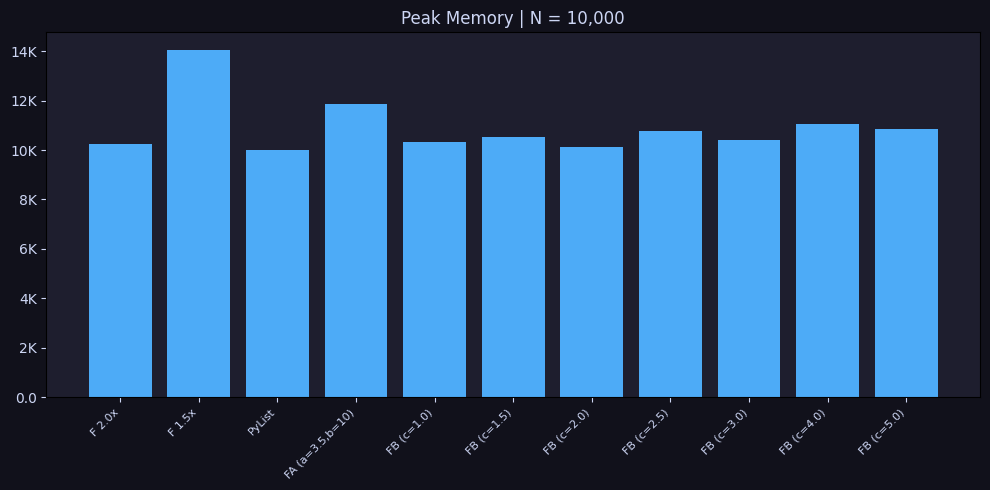 Peak Memory | N = 10,000
14K
12K
10K
8K
6K
4K
2K
0.0
F 2.0x
F 1.5x
PyList
FA (a=3.5,b=10)
FB (c=1.0)
FB (c=1.5)
FB (c=2.0)
FB (c=2.5)
FB (c=3.0)
FB (c=4.0)
FB (c=5.0)